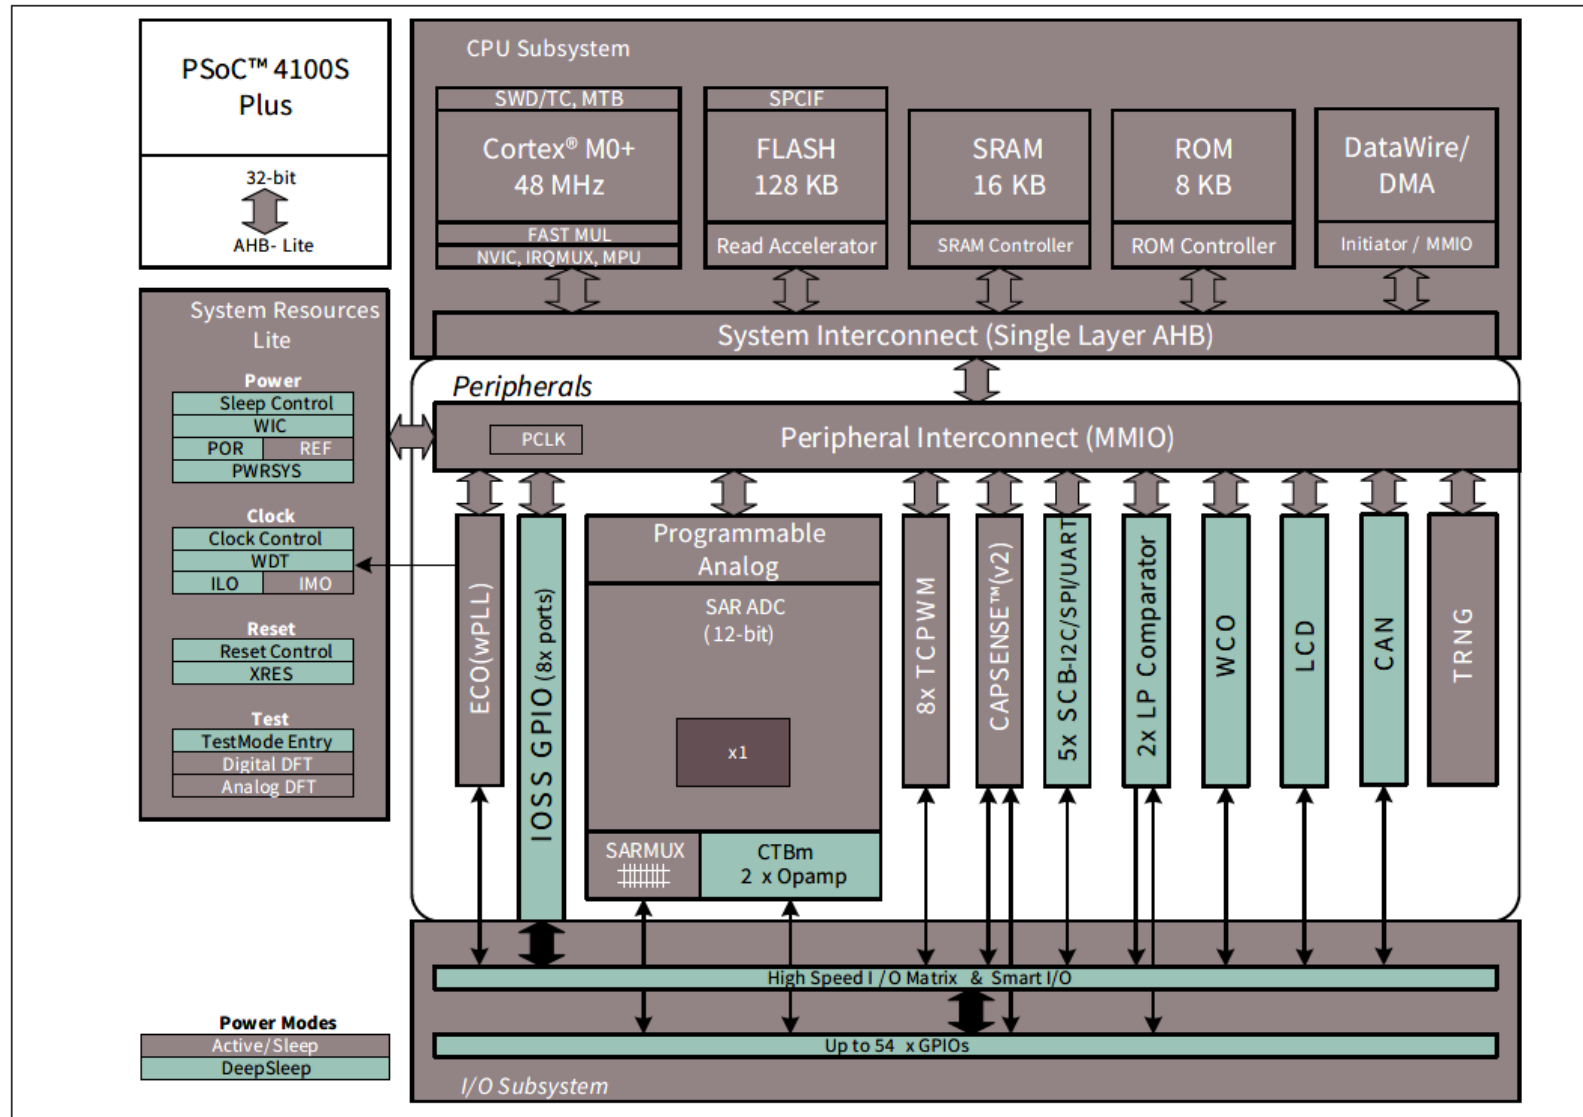 PSoC™ 4100S
Plus
32-bit
AHB- Lite
CPU Subsystem
SWD/TC, MTB
Cortex® M0+
48 MHz
FAST MUL
NVIC, IRQMUX, MPU
SPCIF
FLASH
128 KB
Read Accelerator
SRAM
16 KB
SRAM Controller
ROM
8 KB
ROM Controller
DataWire/
DMA
Initiator / MMIO
System Interconnect (Single Layer AHB)
System Resources
Lite
Power
Sleep Control
WIC
POR
REF
PWRSYS
Clock
Clock Control
WDT
ILO
IMO
Reset
Reset Control
XRES
Test
TestMode Entry
Digital DFT
Analog DFT
Peripherals
PCLK
Peripheral Interconnect (MMIO)
ECO(wPLL)
IOSS GPIO (8x ports)
Programmable
Analog
SAR ADC
(12-bit)
x1
SARMUX
CTBm
2 x Opamp
8x TCPWM
CAPSENSE™(v2)
5x SCB-I2C/SPI/UART
2x LP Comparator
WCO
LCD
CAN
TRNG
High Speed I /O Matrix & Smart I/O
Up to 54 x GPIOs
I/O Subsystem
Power Modes
Active/Sleep
DeepSleep